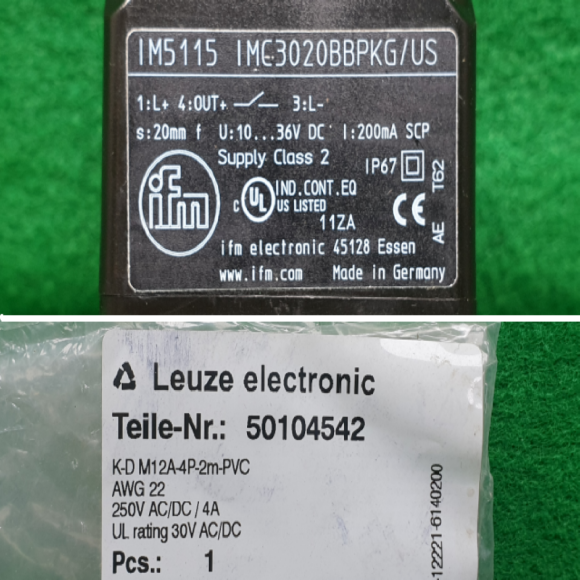 IM5115 IMC3020BBPKG/US
1:L+ 4:OUT+ 3:L-
s:20mm f U:10...36V DC I:200mA SCP
Supply Class 2
IP67
ifm
C UL US LISTED IND.CONT.EQ
11ZA
CE
AE T62
ifm electronic 45128 Essen
www.ifm.com Made in Germany
Leuze electronic
Teile-Nr.: 50104542
K-D M12A-4P-2m-PVC
AWG 22
250V AC/DC / 4A
UL rating 30V AC/DC
Pcs.: 1
-12221-6140200